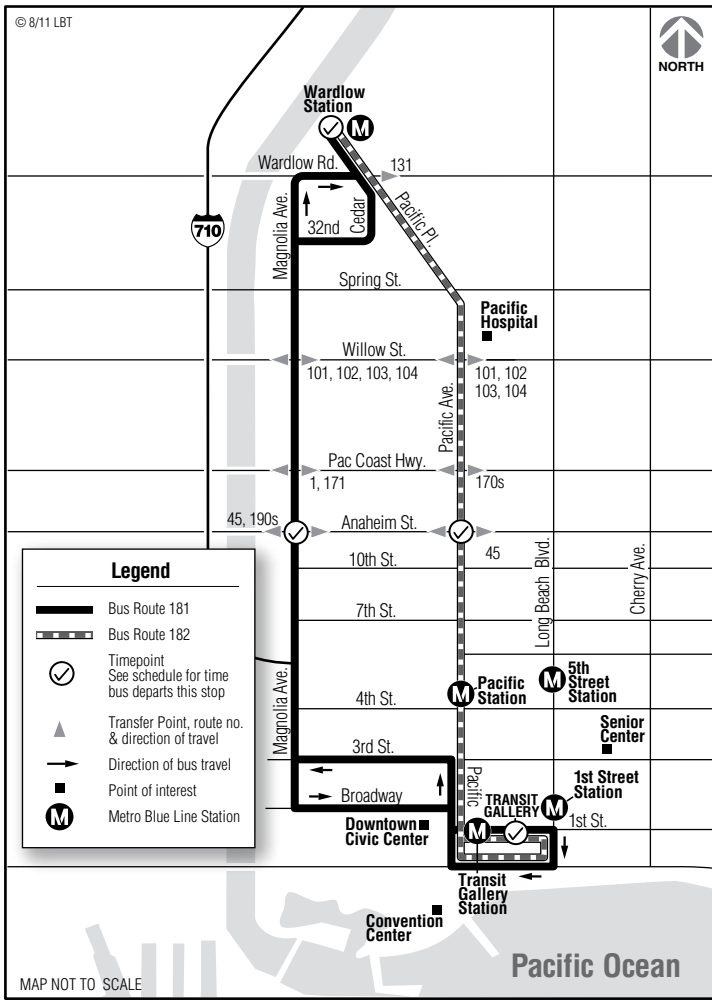 © 8/11 LBT
NORTH
Wardlow
Station
M
Wardlow Rd.
131
710
Magnolia Ave.
32nd
Cedar
Pacific Pl.
Spring St.
Pacific
Hospital
Willow St.
101, 102, 103, 104
101, 102
103, 104
Pacific Ave.
Pac Coast Hwy.
1, 171
170s
45, 190s
Anaheim St.
45
10th St.
Long Beach Blvd.
Cherry Ave.
7th St.
Legend
Bus Route 181
Bus Route 182
Timepoint
See schedule for time
bus departs this stop
Transfer Point, route no.
& direction of travel
Direction of bus travel
Point of interest
M
Metro Blue Line Station
Magnolia Ave.
M
Pacific
Station
M
5th
Street
Station
4th St.
Senior
Center
3rd St.
Pacific
Broadway
TRANSIT
GALLERY
M
1st Street
Station
1st St.
Downtown
Civic Center
M
Transit
Gallery
Station
Convention
Center
Pacific Ocean
MAP NOT TO SCALE